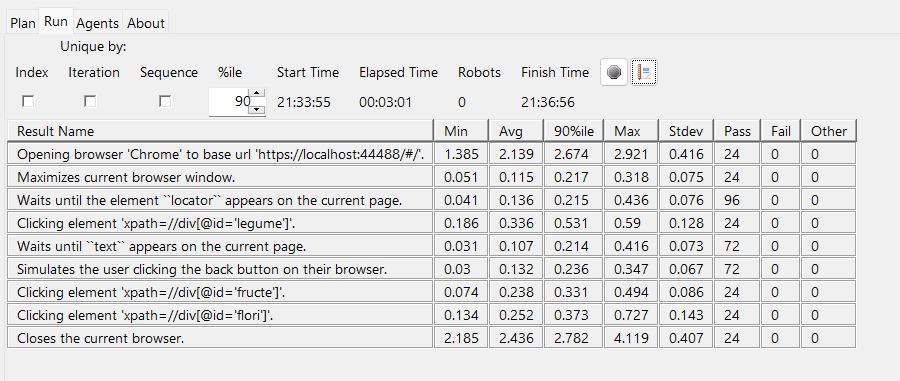 Plan Run Agents About
Unique by:
Index Iteration Sequence %ile Start Time Elapsed Time Robots Finish Time
90 21:33:55 00:03:01 0 21:36:56
Result Name Min Avg 90%ile Max Stdev Pass Fail Other
Opening browser 'Chrome' to base url 'https://localhost:44488/#/'. 1.385 2.139 2.674 2.921 0.416 24 0 0
Maximizes current browser window. 0.051 0.115 0.217 0.318 0.075 24 0 0
Waits until the element ``locator`` appears on the current page. 0.041 0.136 0.215 0.436 0.076 96 0 0
Clicking element 'xpath=//div[@id='legume']'. 0.186 0.336 0.531 0.59 0.128 24 0 0
Waits until ``text`` appears on the current page. 0.031 0.107 0.214 0.416 0.073 72 0 0
Simulates the user clicking the back button on their browser. 0.03 0.132 0.236 0.347 0.067 72 0 0
Clicking element 'xpath=//div[@id='fructe']'. 0.074 0.238 0.331 0.494 0.086 24 0 0
Clicking element 'xpath=//div[@id='flori']'. 0.134 0.252 0.373 0.727 0.143 24 0 0
Closes the current browser. 2.185 2.436 2.782 4.119 0.407 24 0 0